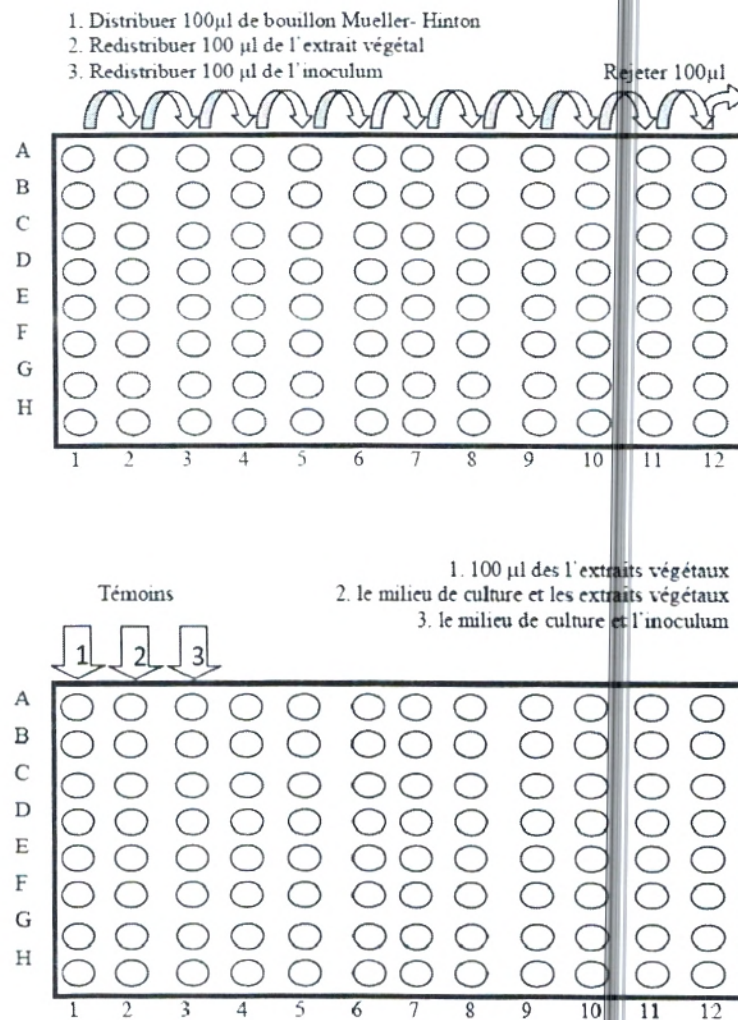 1. Distribuer 100µl de bouillon Mueller- Hinton
2. Redistribuer 100 µl de l'extrait végétal
3. Redistribuer 100 µl de l'inoculum
Rejeter 100µl
A
B
C
D
E
F
G
H
1 2 3 4 5 6 7 8 9 10 11 12
1. 100 µl des l'extraits végétaux
Témoins 2. le milieu de culture et les extraits végétaux
3. le milieu de culture et l'inoculum
1 2 3
A
B
C
D
E
F
G
H
1 2 3 4 5 6 7 8 9 10 11 12